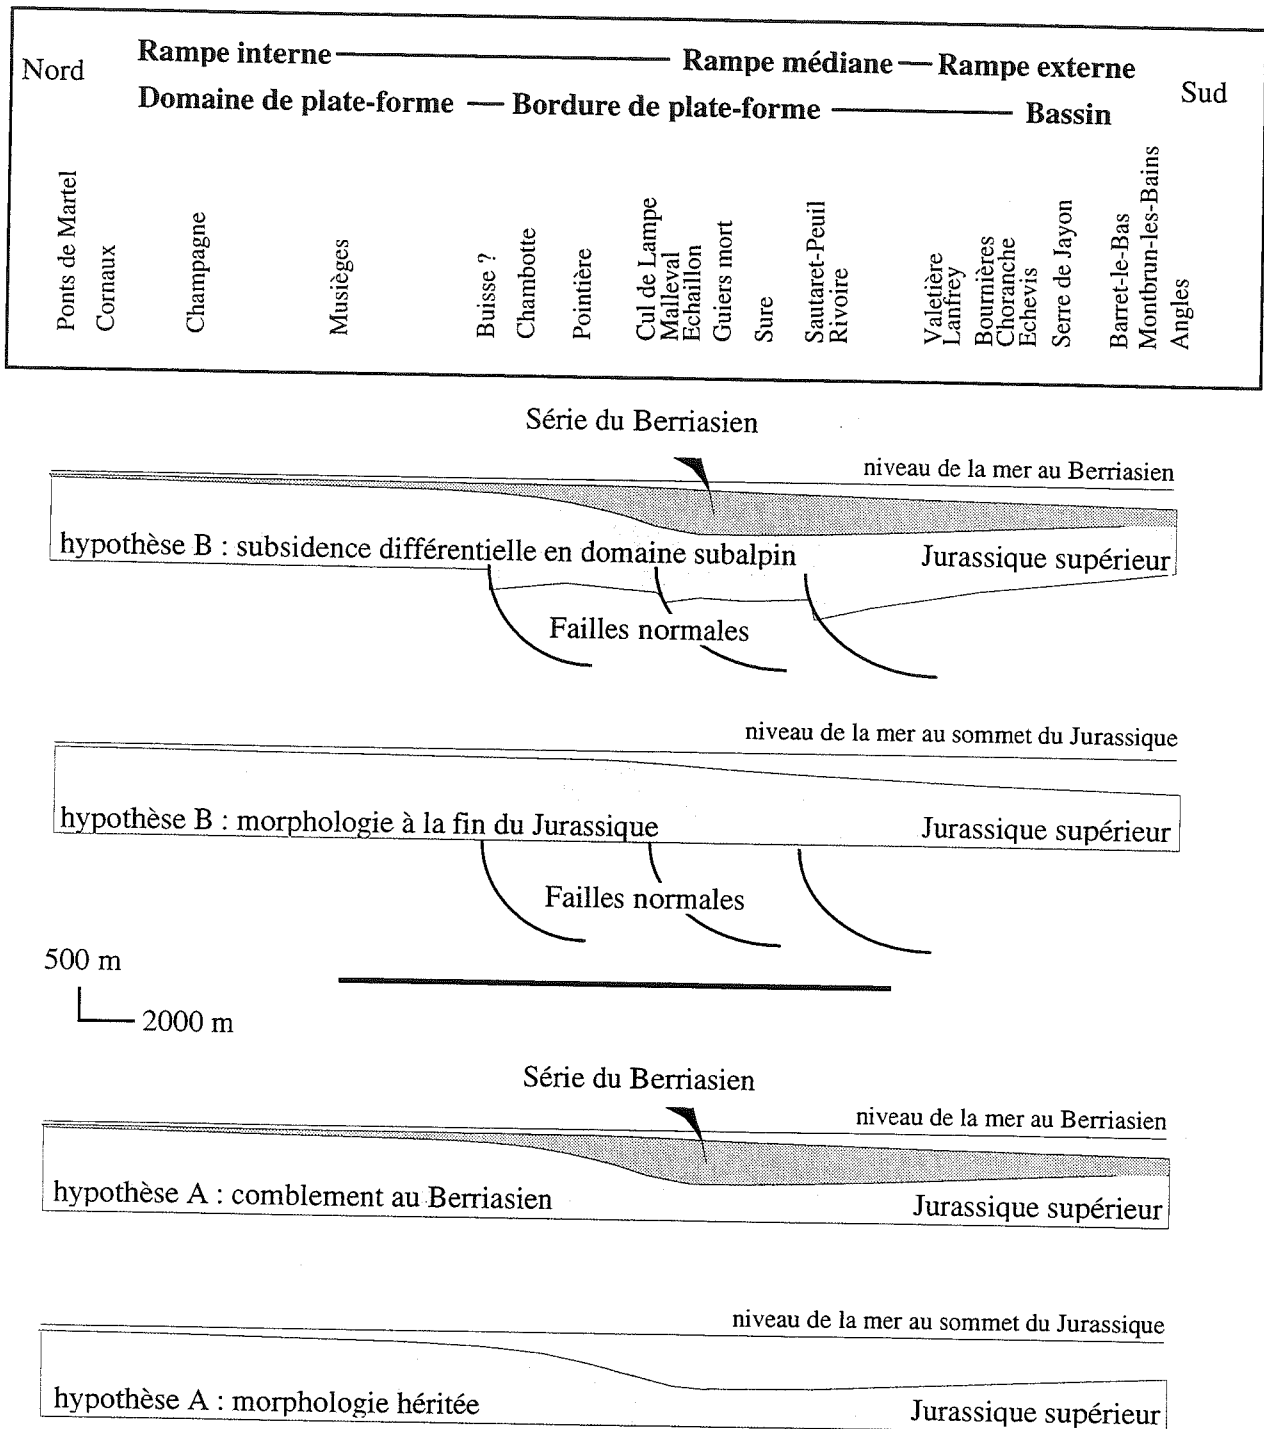 Nord
Rampe interne — Rampe médiane — Rampe externe
Sud
Domaine de plate-forme — Bordure de plate-forme — Bassin
Ponts de Martel
Cornaux
Champagne
Musièges
Buisse ?
Chambotte
Pointière
Cul de Lampe
Malleval
Echaillon
Guiers mort
Sure
Sautaret-Peuil
Rivoire
Valetière
Lanfrey
Bournières
Choranche
Echevis
Serre de Jayon
Barret-le-Bas
Montbrun-les-Bains
Angles
Série du Berriasien
niveau de la mer au Berriasien
hypothèse B : subsidence différentielle en domaine subalpin
Jurassique supérieur
Failles normales
niveau de la mer au sommet du Jurassique
hypothèse B : morphologie à la fin du Jurassique
Jurassique supérieur
Failles normales
500 m
2000 m
Série du Berriasien
niveau de la mer au Berriasien
hypothèse A : comblement au Berriasien
Jurassique supérieur
niveau de la mer au sommet du Jurassique
hypothèse A : morphologie héritée
Jurassique supérieur